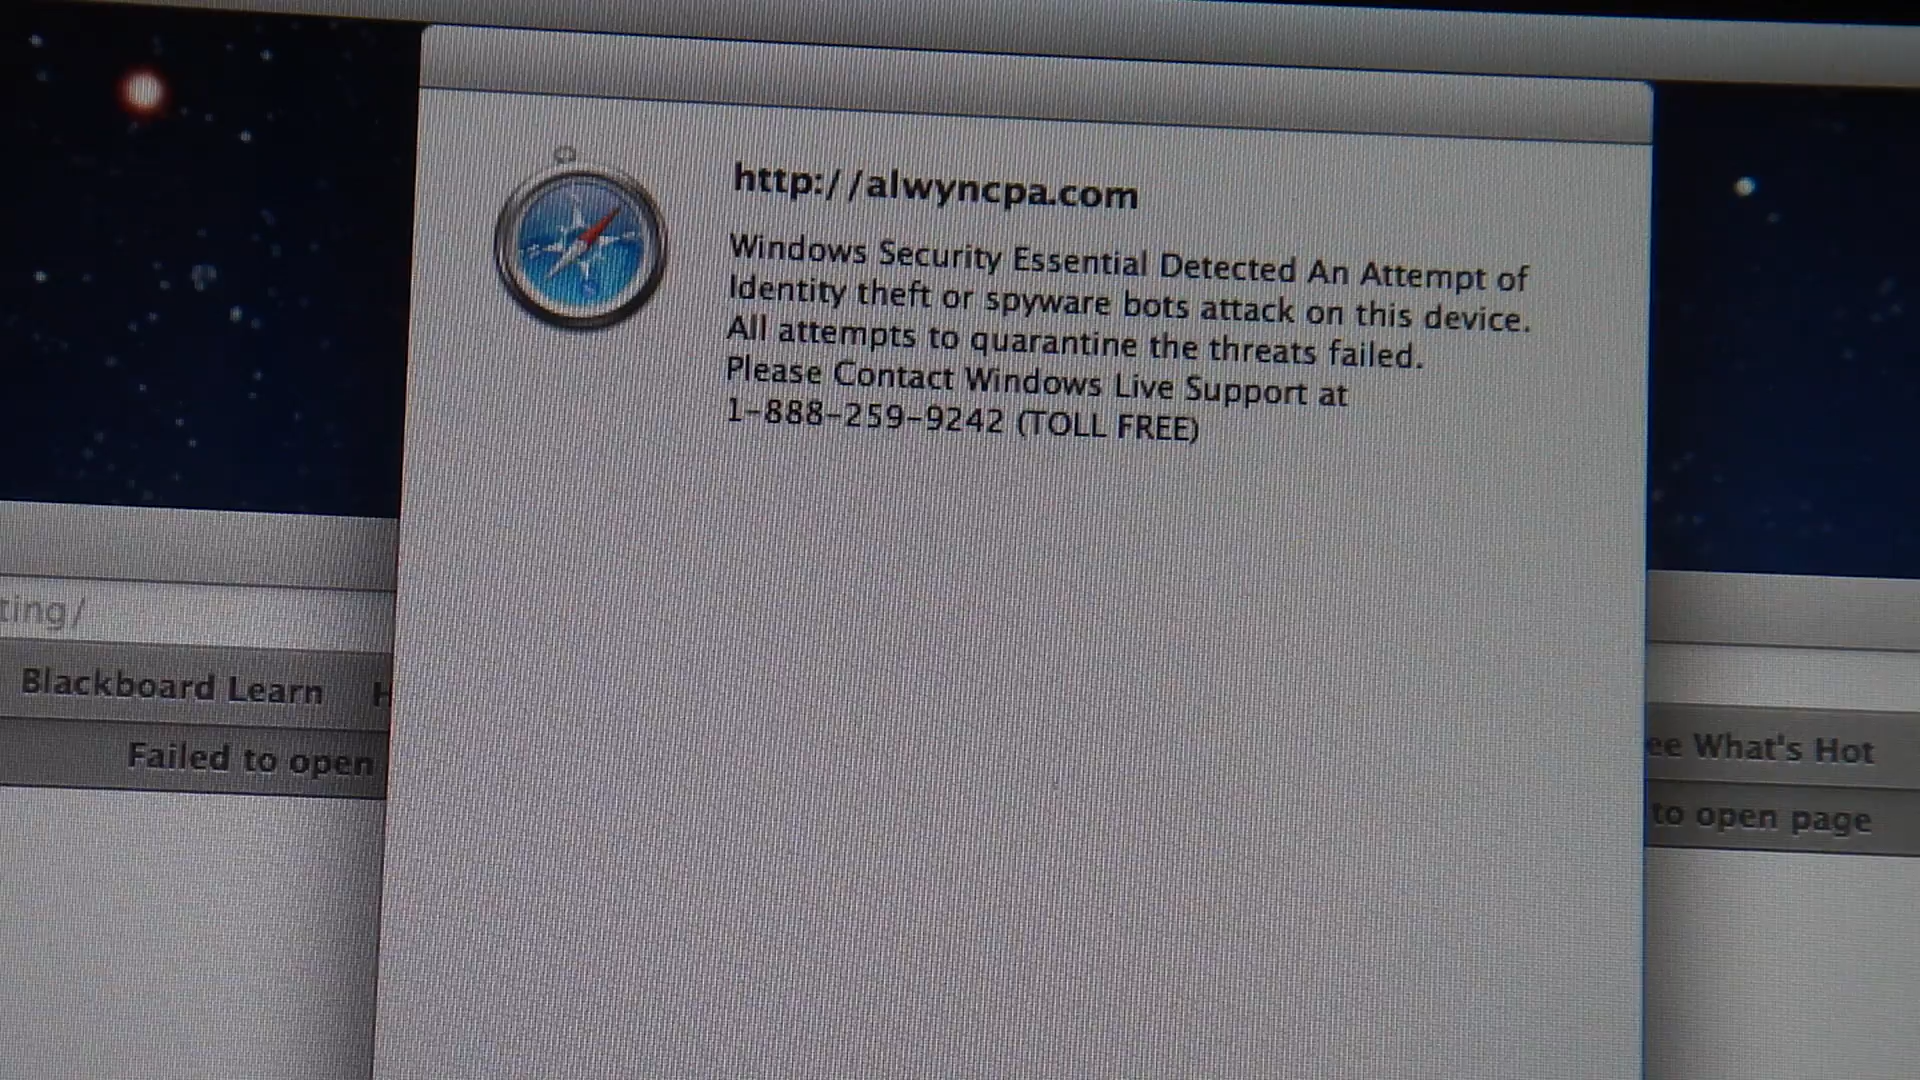 http://alwyncpa.com
Windows Security Essential Detected An Attempt of
Identity theft or spyware bots attack on this device.
All attempts to quarantine the threats failed.
Please Contact Windows Live Support at
1-888-259-9242 (TOLL FREE)
ting/
Blackboard Learn H
Failed to open
ee What's Hot
to open page